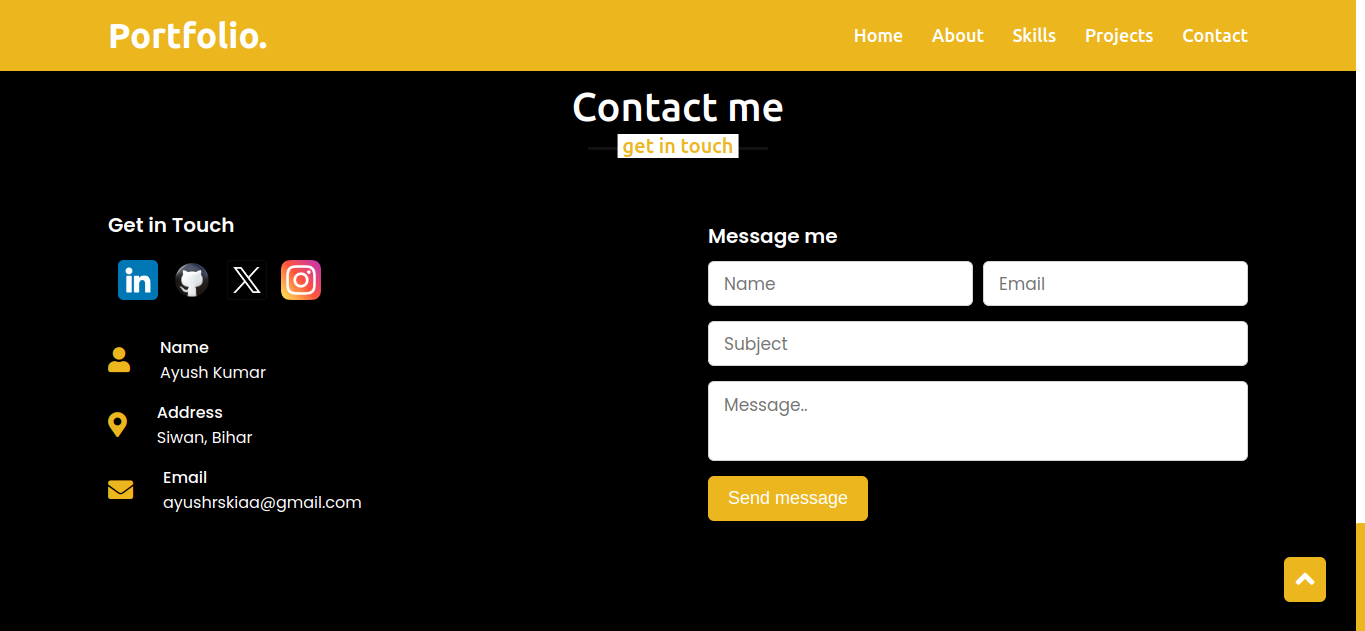 Portfolio.
Home About Skills Projects Contact
Contact me
get in touch
Get in Touch
in
X
Name
Ayush Kumar
Address
Siwan, Bihar
Email
ayushrskiaa@gmail.com
Message me
Name Email
Subject
Message..
Send message